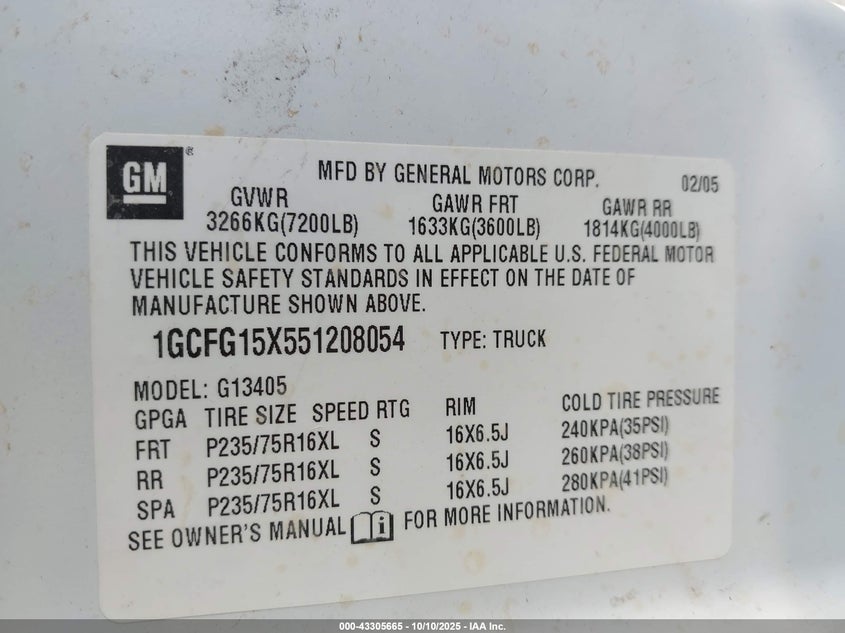 GM®
MFD BY GENERAL MOTORS CORP. 02/05
GVWR GAWR FRT GAWR RR
3266KG(7200LB) 1633KG(3600LB) 1814KG(4000LB)
THIS VEHICLE CONFORMS TO ALL APPLICABLE U.S. FEDERAL MOTOR
VEHICLE SAFETY STANDARDS IN EFFECT ON THE DATE OF
MANUFACTURE SHOWN ABOVE.
1GCFG15X551208054 TYPE: TRUCK
MODEL: G13405
GPGA TIRE SIZE SPEED RTG RIM COLD TIRE PRESSURE
FRT P235/75R16XL S 16X6.5J 240KPA(35PSI)
RR P235/75R16XL S 16X6.5J 260KPA(38PSI)
SPA P235/75R16XL S 16X6.5J 280KPA(41PSI)
SEE OWNER'S MANUAL i FOR MORE INFORMATION.
000-43305665 - 10/10/2025 - IAA Inc.